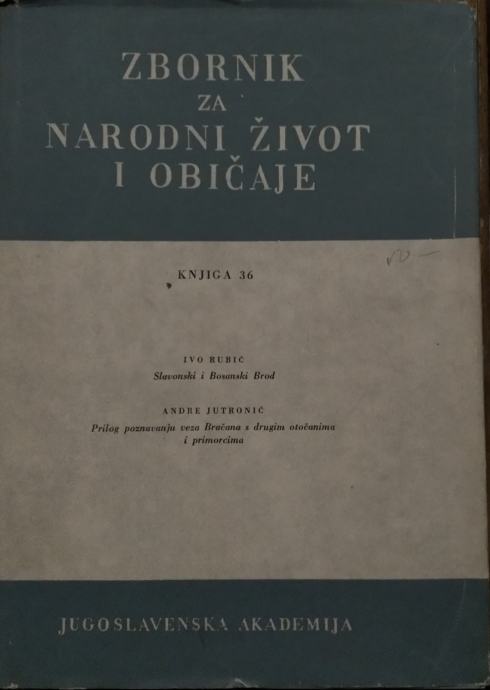 ZBORNIK
ZA
NARODNI ŽIVOT
I OBIČAJE
KNJIGA 36
IVO RUBIĆ
Slavonski i Bosanski Brod
ANDRE JUTRONIĆ
Prilog poznavanju veza Bračana s drugim otočanima
i primorcima
JUGOSLAVENSKA AKADEMIJA